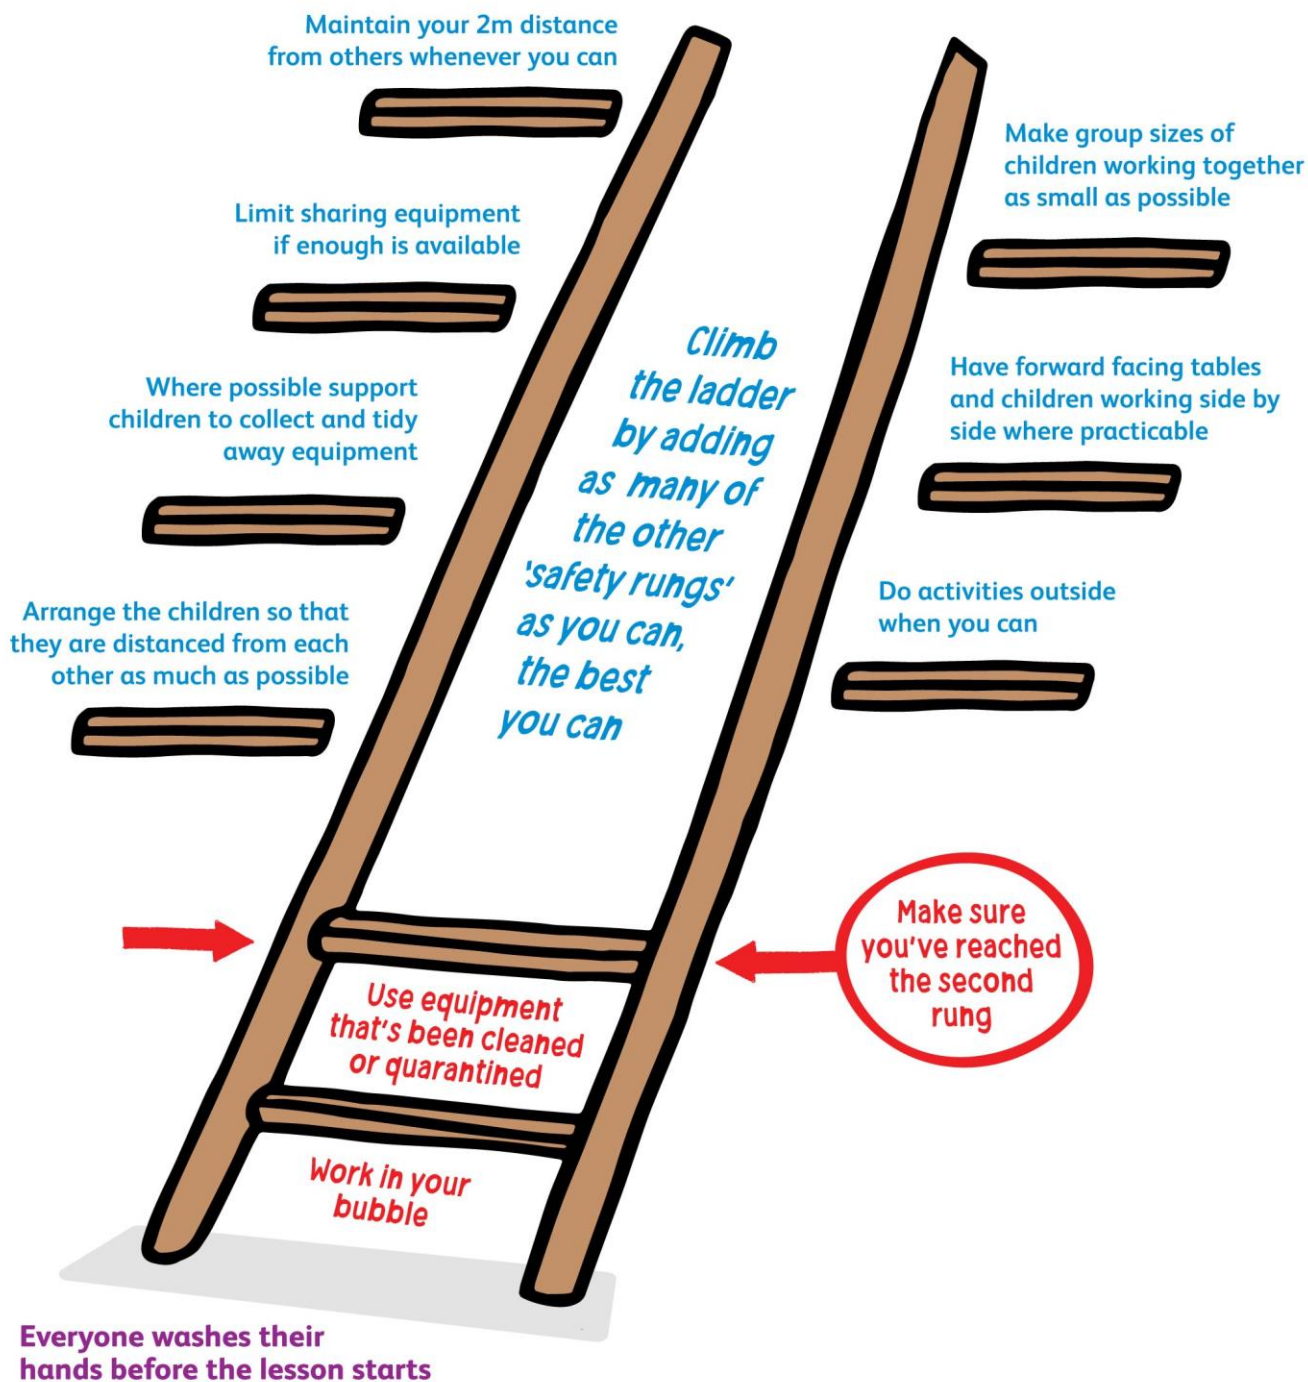 Maintain your 2m distance
from others whenever you can
Make group sizes of
children working together
as small as possible
Limit sharing equipment
if enough is available
Climb
the ladder
by adding
as many of
the other
'safety rungs'
as you can,
the best
you can
Have forward facing tables
and children working side by
side where practicable
Where possible support
children to collect and tidy
away equipment
Do activities outside
when you can
Arrange the children so that
they are distanced from each
other as much as possible
Make sure
you've reached
the second
rung
Use equipment
that's been cleaned
or quarantined
Work in your
bubble
Everyone washes their
hands before the lesson starts